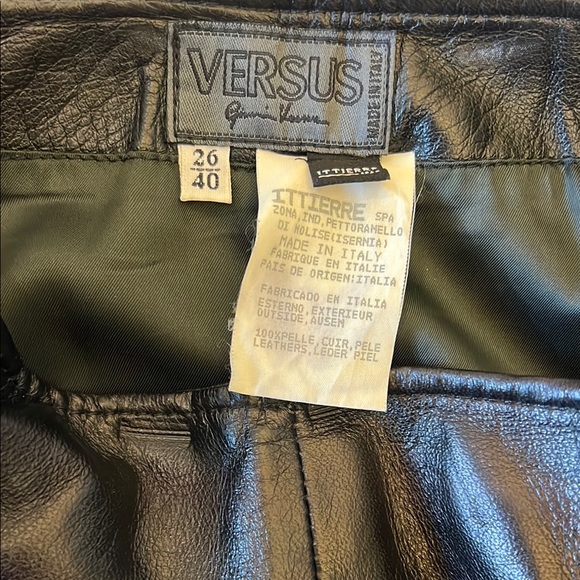 VERSUS
Gianni Versace
MADE IN ITALY
26
40
ITTIERRE
ITTIERRE SPA
ZONA,IND,PETTORANELLO
DI MOLISE(ISERNIA)
MADE IN ITALY
FABRIQUE EN ITALIE
PAIS DE ORIGEN:ITALIA
FABRICADO EN ITALIA
ESTERNO,EXTERIEUR
OUTSIDE,AUSEN
100%PELLE,CUIR,PELE
LEATHERS,LEDER PIEL